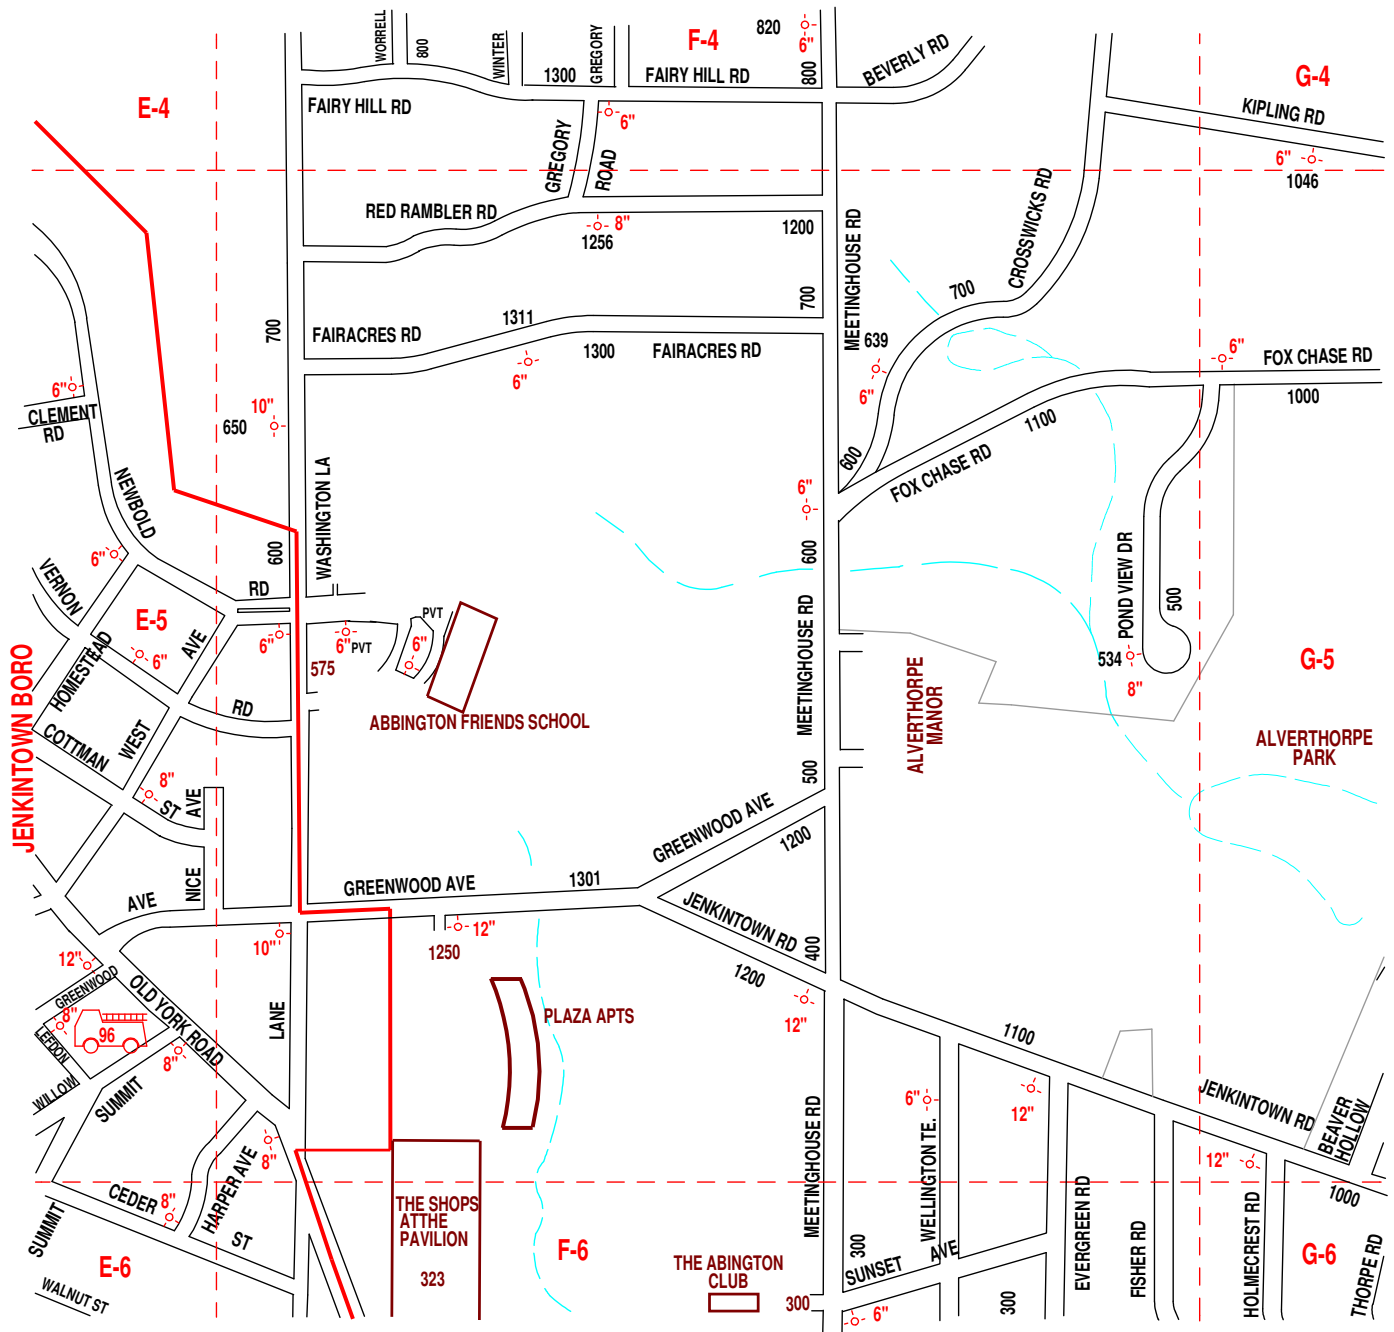 WORRELL
800
WINTER
GREGORY
F-4
820
6"
800
BEVERLY RD
G-4
E-4
1300
FAIRY HILL RD
FAIRY HILL RD
KIPLING RD
6"
GREGORY
ROAD
6"
1046
RED RAMBLER RD
8"
1256
1200
MEETINGHOUSE RD
CROSSWICKS RD
700
700
700
FAIRACRES RD
1311
1300
FAIRACRES RD
6"
639
6"
6"
FOX CHASE RD
1000
6"
CLEMENT
RD
10"
650
1100
600
FOX CHASE RD
NEWBOLD
WASHINGTON LA
6"
600
6"
600
VERNON
RD
E-5
AVE
6"
HOMESTEAD
6"
6"
PVT
PVT
6"
575
MEETINGHOUSE RD
POND VIEW DR
500
534
8"
G-5
JENKINTOWN BORO
COTTMAN
WEST
RD
ABBINGTON FRIENDS SCHOOL
ALVERTHORPE
MANOR
ALVERTHORPE
PARK
8"
ST
AVE
500
GREENWOOD AVE
1200
NICE
AVE
GREENWOOD AVE
1301
JENKINTOWN RD
400
10"
12"
1250
1200
12"
GREENWOOD
OLD YORK ROAD
LANE
8"
96
LEFDON
8"
PLAZA APTS
12"
1100
WILLOW
SUMMIT
6"
12"
JENKINTOWN RD
BEAVER
HOLLOW
HARPER AVE
8"
MEETINGHOUSE RD
WELLINGTON TE.
12"
1000
CEDER
8"
ST
THE SHOPS
ATTHE
PAVILION
323
EVERGREEN RD
FISHER RD
HOLMECREST RD
THORPE RD
SUMMIT
E-6
WALNUT ST
F-6
THE ABINGTON
CLUB
300
300
SUNSET
AVE
6"
300
G-6